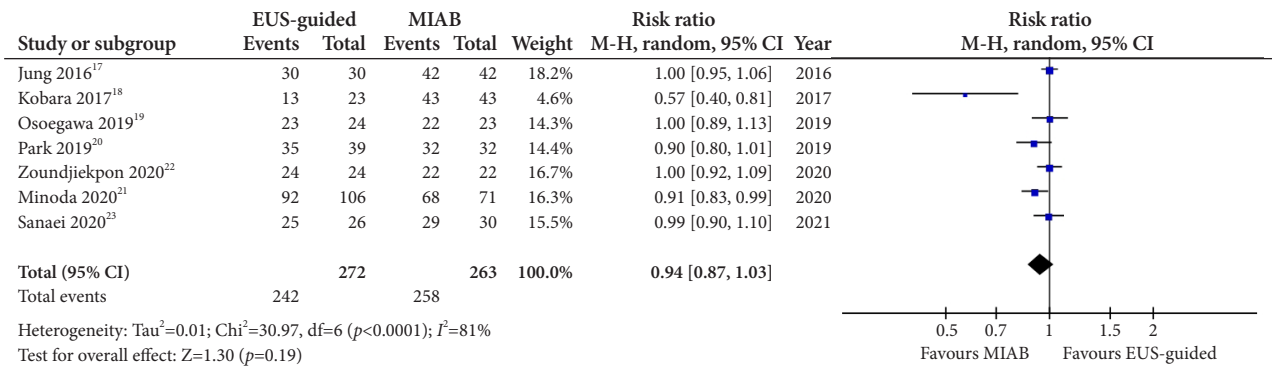 EUS-guided MIAB Risk ratio Risk ratio
Study or subgroup Events Total Events Total Weight M-H, random, 95% CI Year M-H, random, 95% CI
Jung 2016¹⁷ 30 30 42 42 18.2% 1.00 [0.95, 1.06] 2016
Kobara 2017¹⁸ 13 23 43 43 4.6% 0.57 [0.40, 0.81] 2017
Osoegawa 2019¹⁹ 23 24 22 23 14.3% 1.00 [0.89, 1.13] 2019
Park 2019²⁰ 35 39 32 32 14.4% 0.90 [0.80, 1.01] 2019
Zoundjiekpon 2020²² 24 24 22 22 16.7% 1.00 [0.92, 1.09] 2020
Minoda 2020²¹ 92 106 68 71 16.3% 0.91 [0.83, 0.99] 2020
Sanaei 2020²³ 25 26 29 30 15.5% 0.99 [0.90, 1.10] 2021
Total (95% CI) 272 263 100.0% 0.94 [0.87, 1.03]
Total events 242 258
Heterogeneity: Tau²=0.01; Chi²=30.97, df=6 (p<0.0001); I²=81%
Test for overall effect: Z=1.30 (p=0.19)
0.5 0.7 1 1.5 2
Favours MIAB Favours EUS-guided